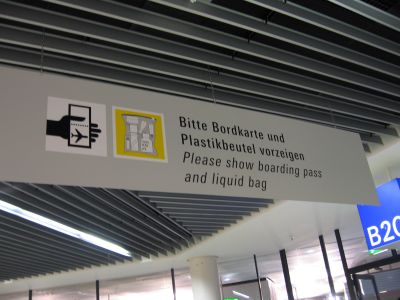 Bitte Bordkarte und
Plastikbeutel vorzeigen
Please show boarding pass
and liquid bag
B20